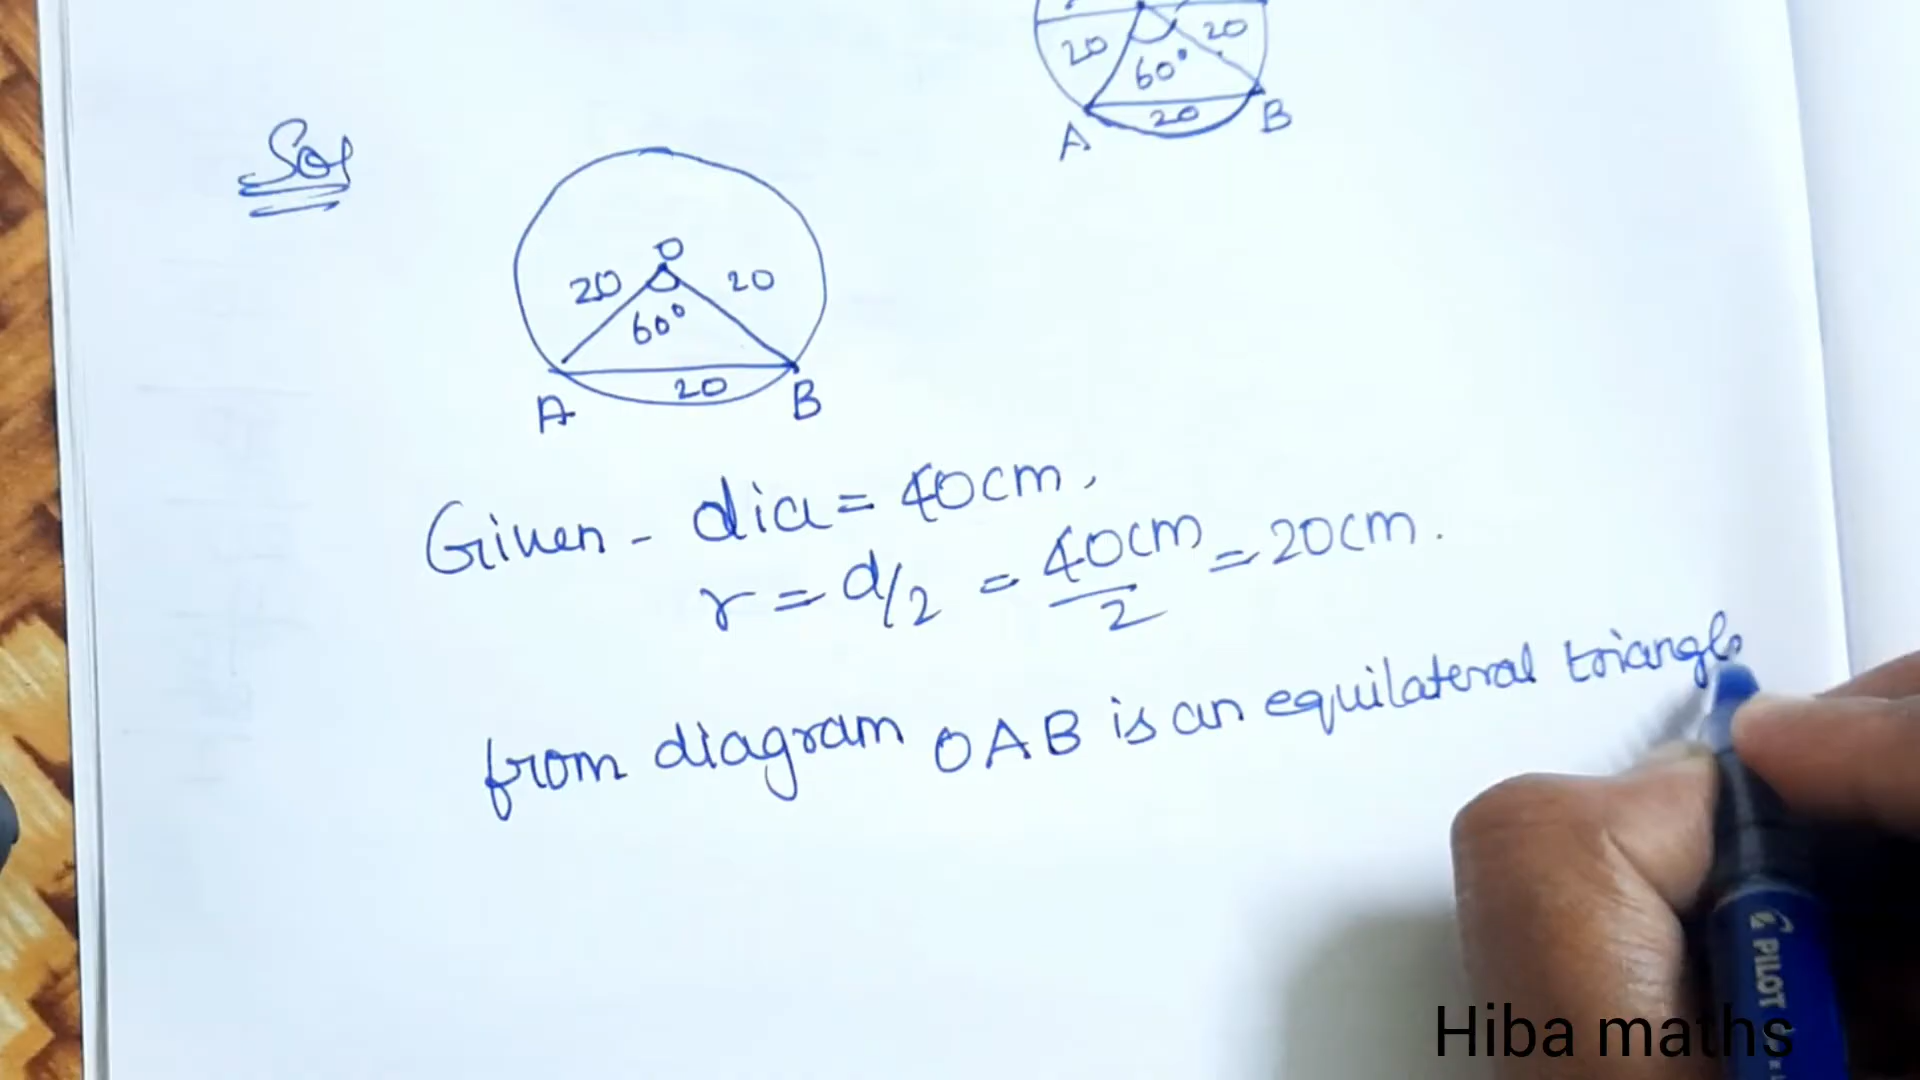 20 20
60°
20
A B
Sol
O
20 20
60°
20
A B
Given - dia = 40cm,
r = d/2 = 40cm/2 = 20cm.
from diagram OAB is an equilateral triangle
PILOT
Hiba maths